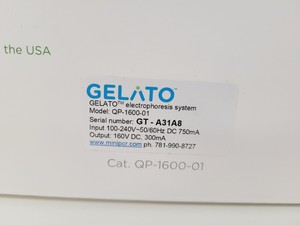 the USA
GELATO
GELATO™ electrophoresis system
Model: QP-1600-01
Serial number: GT - A31A8
Input 100-240V~50/60Hz DC 750mA
Output: 160V DC, 300mA
www.minipcr.com ph. 781-990-8727
Cat. QP-1600-01